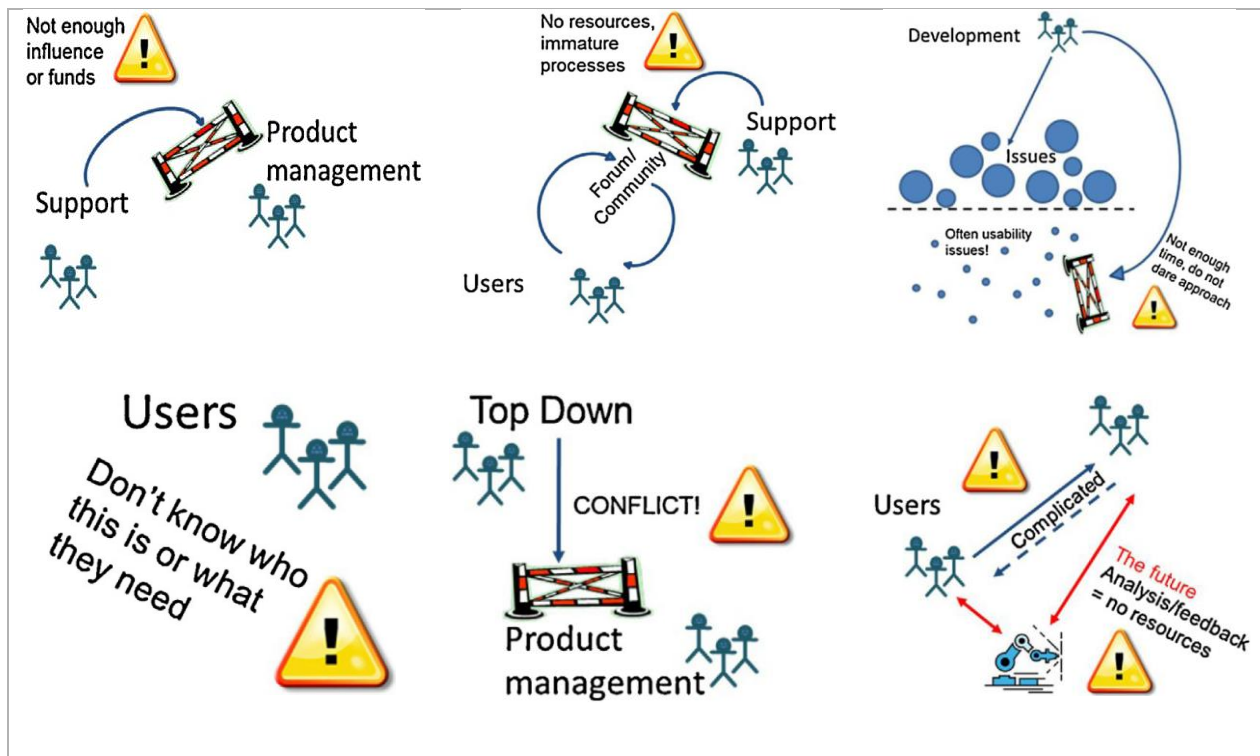 Not enough
influence
or funds
Support
Product
management
No resources,
immature
processes
Support
Forum/
Community
Users
Development
Issues
Often usability
issues!
Not enough
time, do not
dare approach
Users
Don't know who
this is or what
they need
Top Down
CONFLICT!
Product
management
Users
Complicated
The future
Analysis/feedback
= no resources